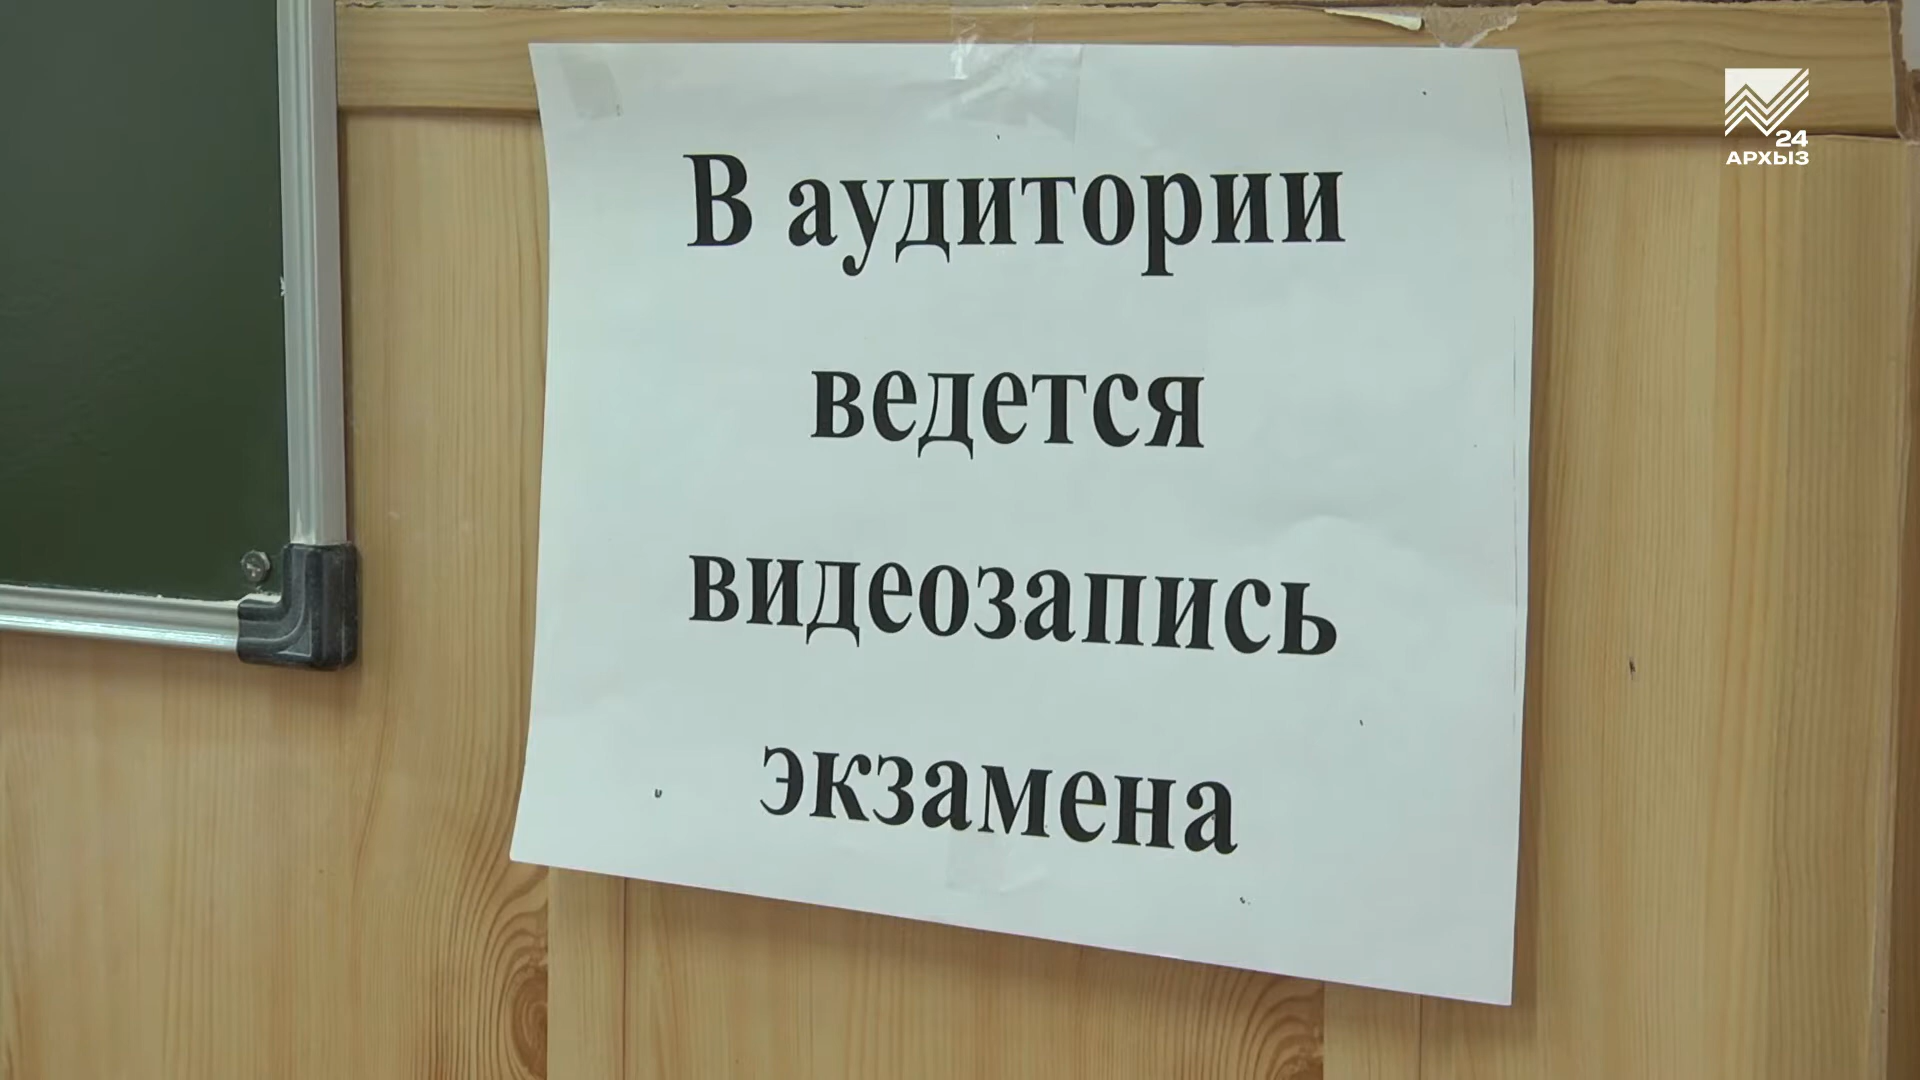 В аудитории
ведется
видеозапись
экзамена
24
АРХЫЗ